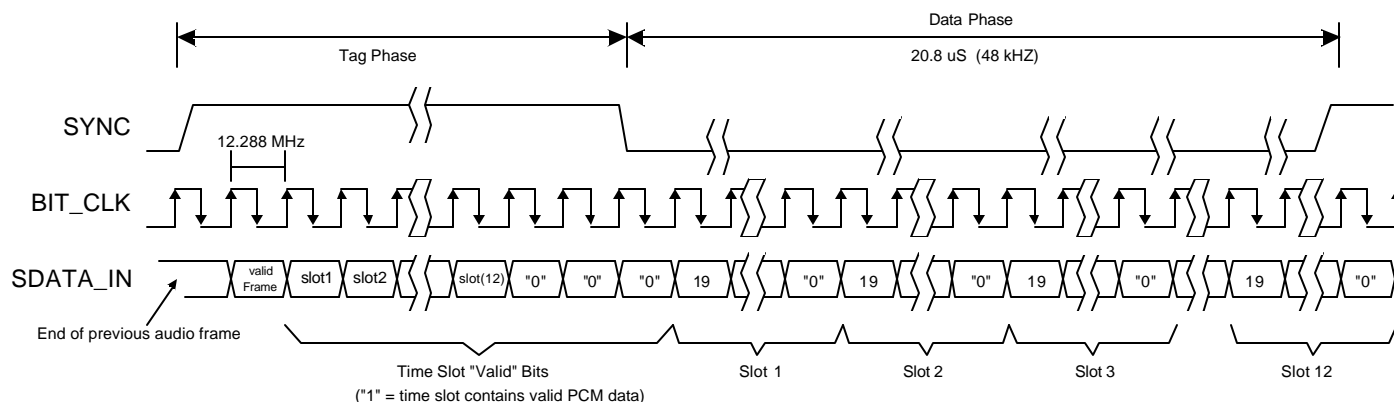 Data Phase
Tag Phase
20.8 uS (48 kHZ)
SYNC
12.288 MHz
BIT_CLK
SDATA_IN
valid
Frame
slot1
slot2
slot(12)
"0"
"0"
"0"
19
"0"
19
"0"
19
"0"
19
"0"
End of previous audio frame
Time Slot "Valid" Bits
("1" = time slot contains valid PCM data)
Slot 1
Slot 2
Slot 3
Slot 12